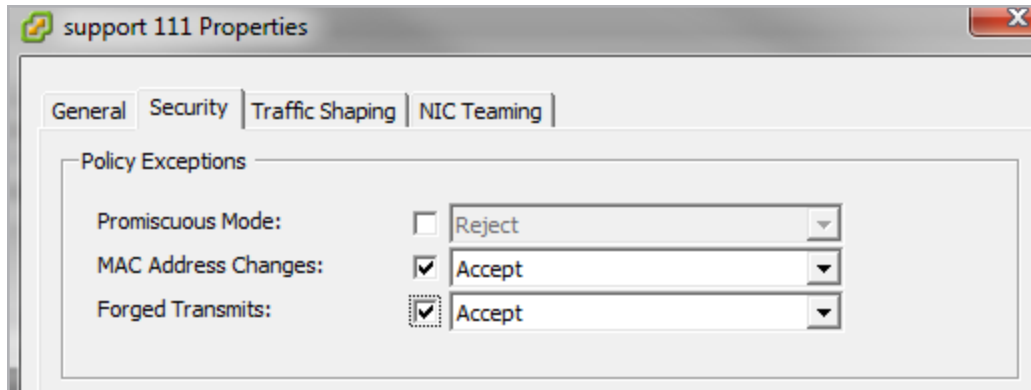 support 111 Properties
General Security Traffic Shaping NIC Teaming
Policy Exceptions
Promiscuous Mode: Reject
MAC Address Changes: Accept
Forged Transmits: Accept